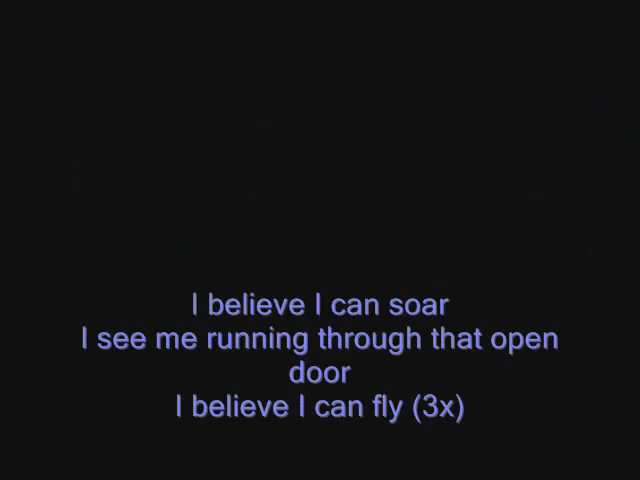 I believe I can soar
I see me running through that open
door
I believe I can fly (3x)